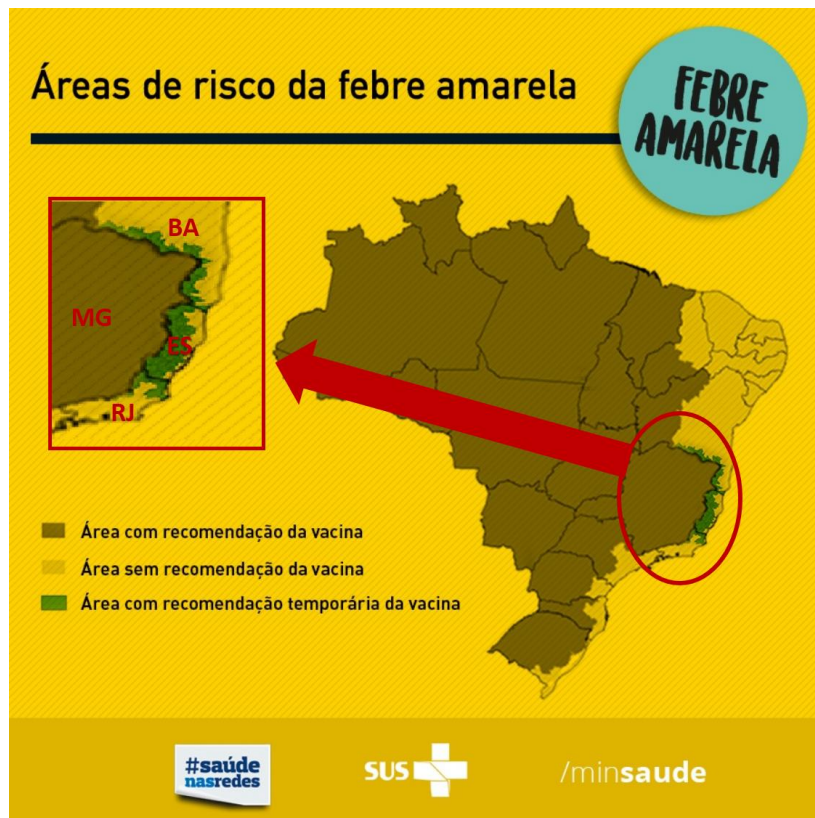 Áreas de risco da febre amarela
FEBRE
AMARELA
BA
MG
ES
RJ
Área com recomendação da vacina
Área sem recomendação da vacina
Área com recomendação temporária da vacina
#saúde
nasredes
SUS
/minsaude